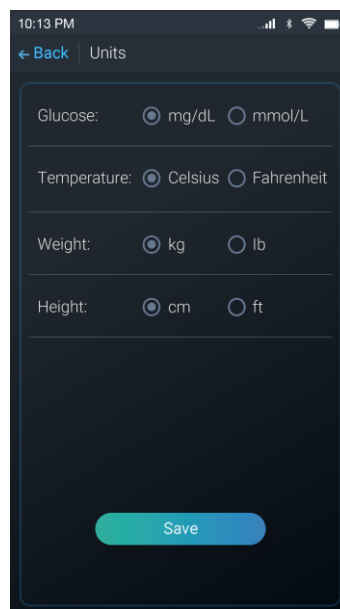 10:13 PM
← Back | Units
Glucose: mg/dL mmol/L
Temperature: Celsius Fahrenheit
Weight: kg lb
Height: cm ft
Save